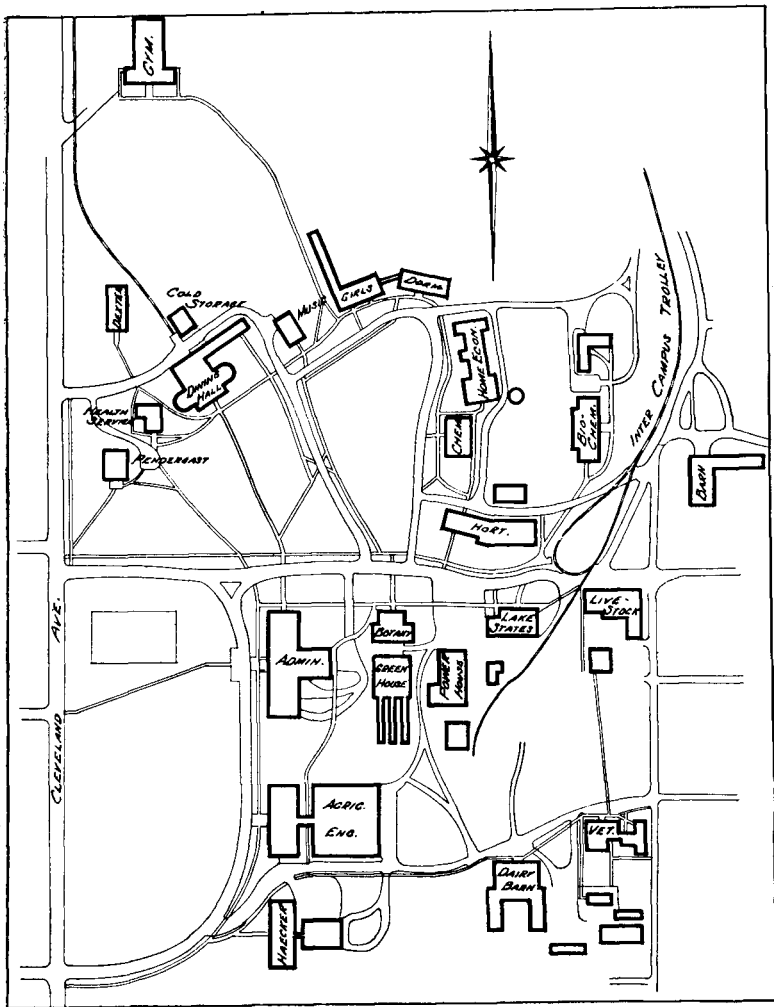 GYM.
DEXTER
COLD
STORAGE
MUSIC
GIRLS
DORM.
DINING
HALL
HEALTH
SERVICE
PENDERGAST
HOME ECON.
CHEM
BIO-
CHEM.
INTER CAMPUS TROLLEY
BARN
HORT.
CLEVELAND AVE.
ADMIN.
BOTANY
GREEN
HOUSE
POWER
HOUSE
LAKE
STATES
LIVE-
STOCK
AGRIC.
ENG.
VET.
DAIRY
BARN
HAECKER